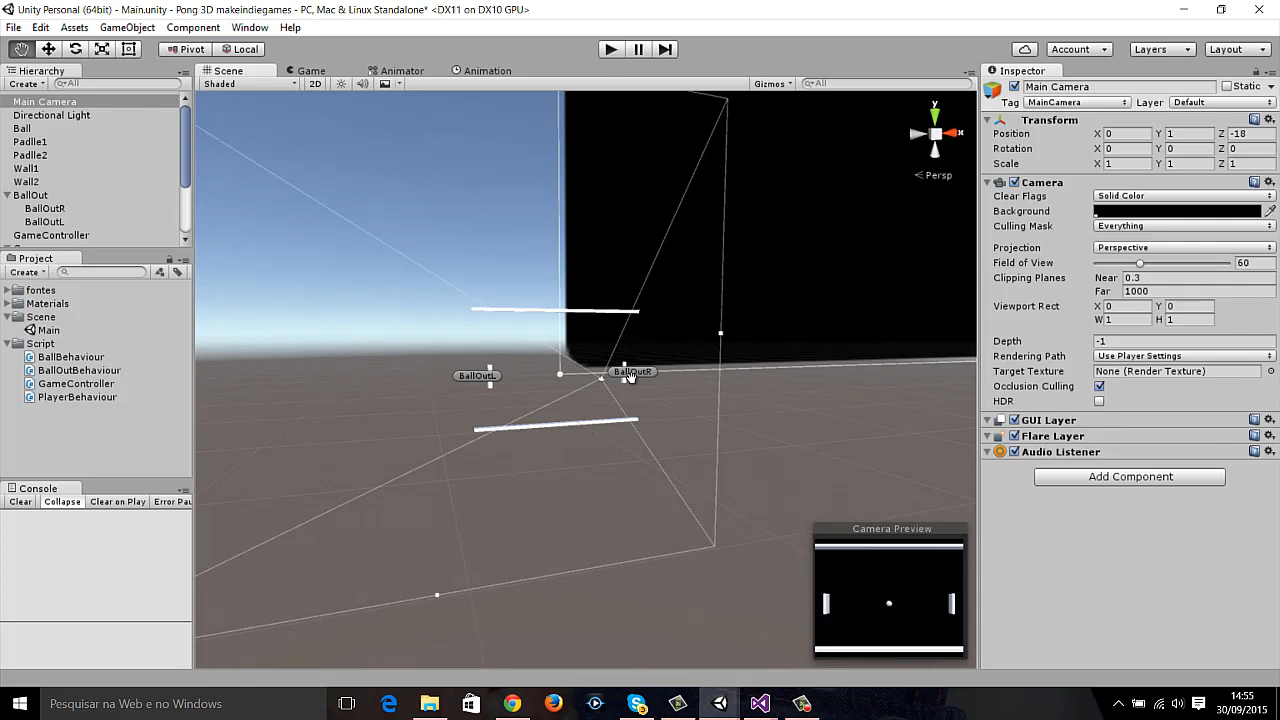 Unity Personal (64bit) - Main.unity - Pong 3D makeindiegames - PC, Mac & Linux Standalone* <DX11 on DX10 GPU>
File Edit Assets GameObject Component Window Help
Pivot Local Account Layers Layout
Hierarchy
Create All
Main Camera
Directional Light
Ball
Padlle1
Padlle2
Wall1
Wall2
BallOut
BallOutR
BallOutL
GameController
Project
Create
fontes
Materials
Scene
Main
Script
BallBehaviour
BallOutBehaviour
GameController
PlayerBehaviour
Console
Clear Collapse Clear on Play Error Pau
Scene Game Animator Animation
Shaded 2D Gizmos All
y
x
Persp
BallOutL
BallOutR
Camera Preview
Inspector
Main Camera Static
Tag MainCamera Layer Default
Transform
Position X 0 Y 1 Z -18
Rotation X 0 Y 0 Z 0
Scale X 1 Y 1 Z 1
Camera
Clear Flags Solid Color
Background
Culling Mask Everything
Projection Perspective
Field of View 60
Clipping Planes Near 0.3
Far 1000
Viewport Rect X 0 Y 0
W 1 H 1
Depth -1
Rendering Path Use Player Settings
Target Texture None (Render Texture)
Occlusion Culling
HDR
GUI Layer
Flare Layer
Audio Listener
Add Component
Pesquisar na Web e no Windows
14:55
30/09/2015